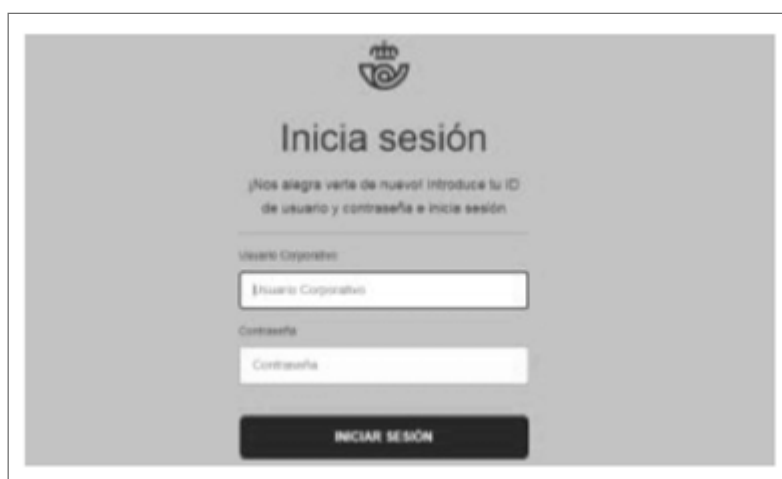 Inicia sesión
¡Nos alegra verte de nuevo! Introduce tu ID
de usuario y contraseña e inicia sesión
Usuario Corporativo
Usuario Corporativo
Contraseña
Contraseña
INICIAR SESIÓN